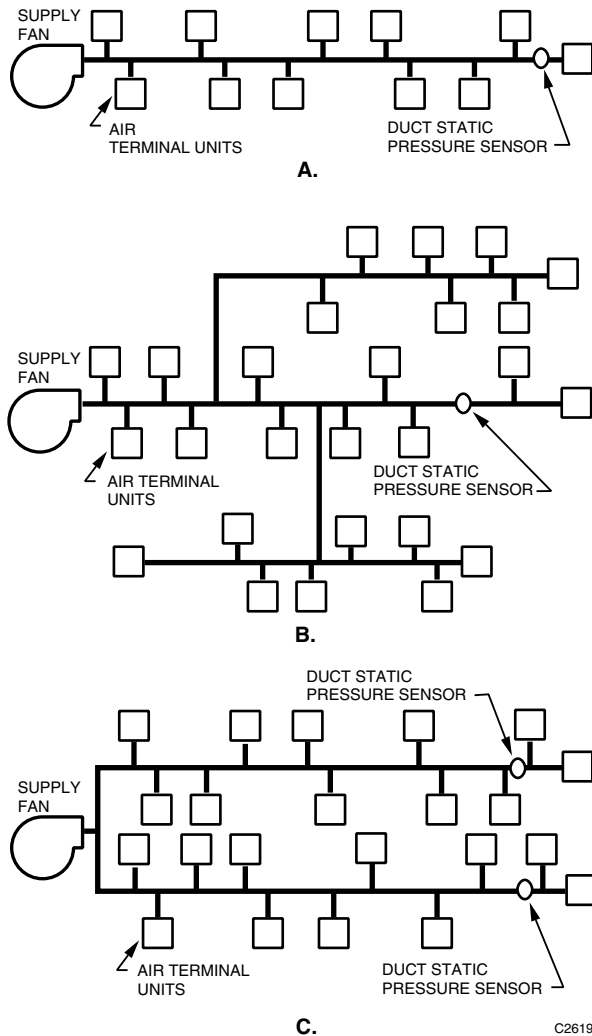 SUPPLY
FAN
AIR
TERMINAL UNITS
DUCT STATIC
PRESSURE SENSOR
A.
SUPPLY
FAN
AIR TERMINAL
UNITS
DUCT STATIC
PRESSURE SENSOR
B.
DUCT STATIC
PRESSURE SENSOR
SUPPLY
FAN
AIR TERMINAL
UNITS
DUCT STATIC
PRESSURE SENSOR
C.
C2619